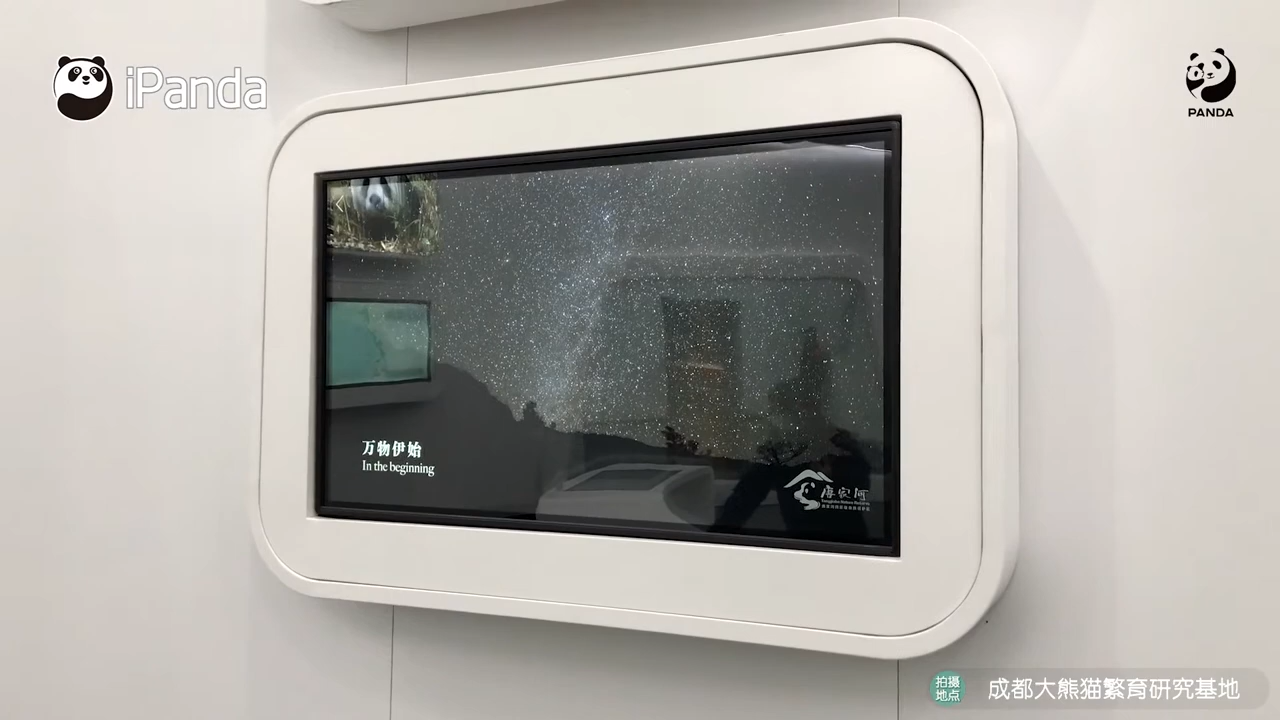 iPanda
PANDA
万物伊始
In the beginning
唐家河
拍摄
地点
成都大熊猫繁育研究基地